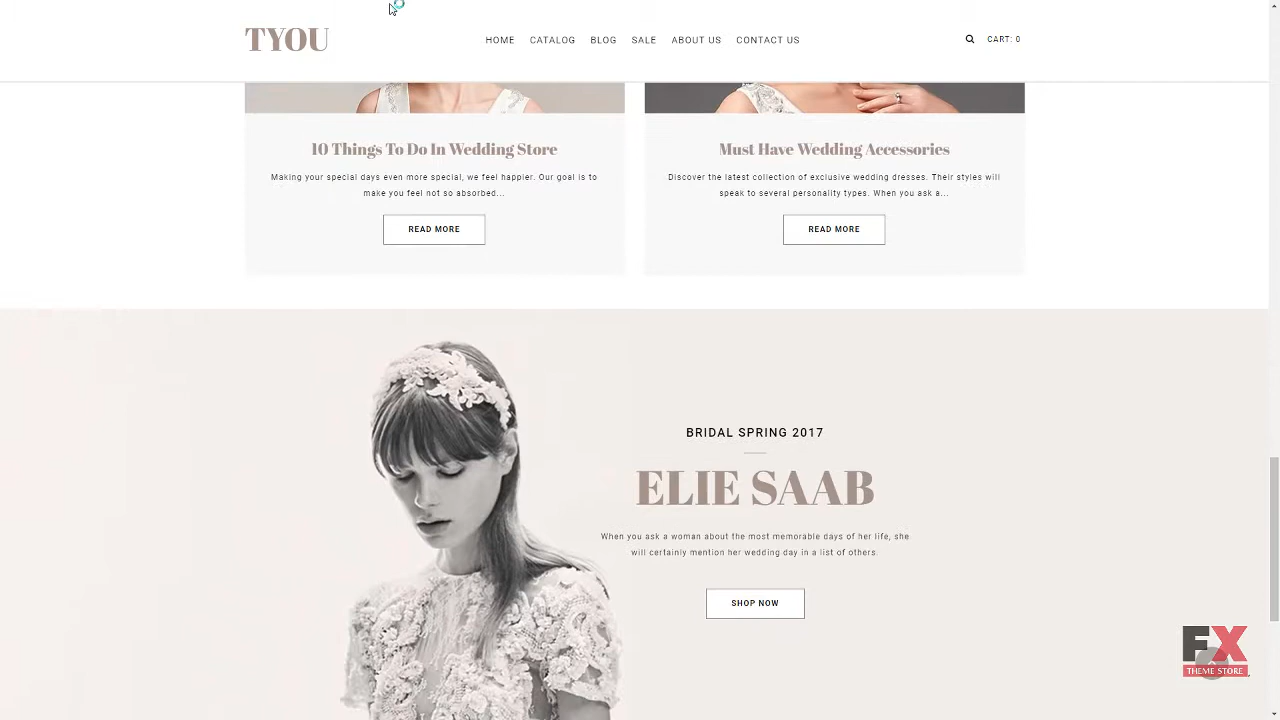 TYOU
HOME CATALOG BLOG SALE ABOUT US CONTACT US
CART: 0
10 Things To Do In Wedding Store
Making your special days even more special, we feel happier. Our goal is to
make you feel not so absorbed...
READ MORE
Must Have Wedding Accessories
Discover the latest collection of exclusive wedding dresses. Their styles will
speak to several personality types. When you ask a...
READ MORE
BRIDAL SPRING 2017
ELIE SAAB
When you ask a woman about the most memorable days of her life, she
will certainly mention her wedding day in a list of others.
SHOP NOW
FX
THEME STORE